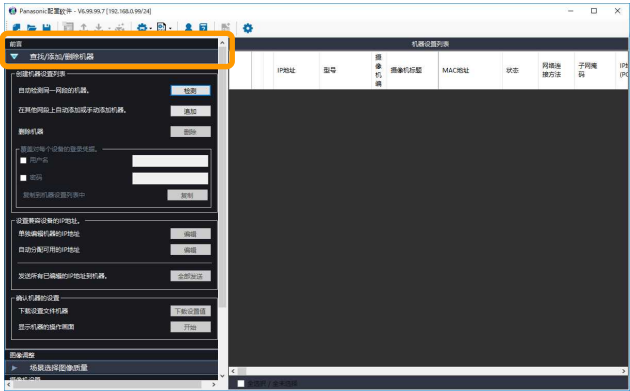 Panasonic配置软件 - V6.99.99.7 [192.168.0.99/24]
前言
查找/添加/删除机器
创建机器设置列表
自动检测同一网段的机器。 检测
在其他网段上自动添加或手动添加机器。 追加
删除机器 删除
覆盖对每个设备的登录凭据。
用户名
密码
复制到机器设置列表中 复制
设置兼容设备的IP地址。
单独编辑机器的IP地址 编辑
自动分配可用的IP地址 编辑
发送所有已编辑的IP地址到机器。 全部发送
确认机器的设置
下载设置文件机器 下载设置值
显示机器的操作画面 开始
图像调整
场景选择图像质量
机器设置列表
IP地址 型号 摄像机编 摄像机标题 MAC地址 状态 网络连接方法 子网掩码